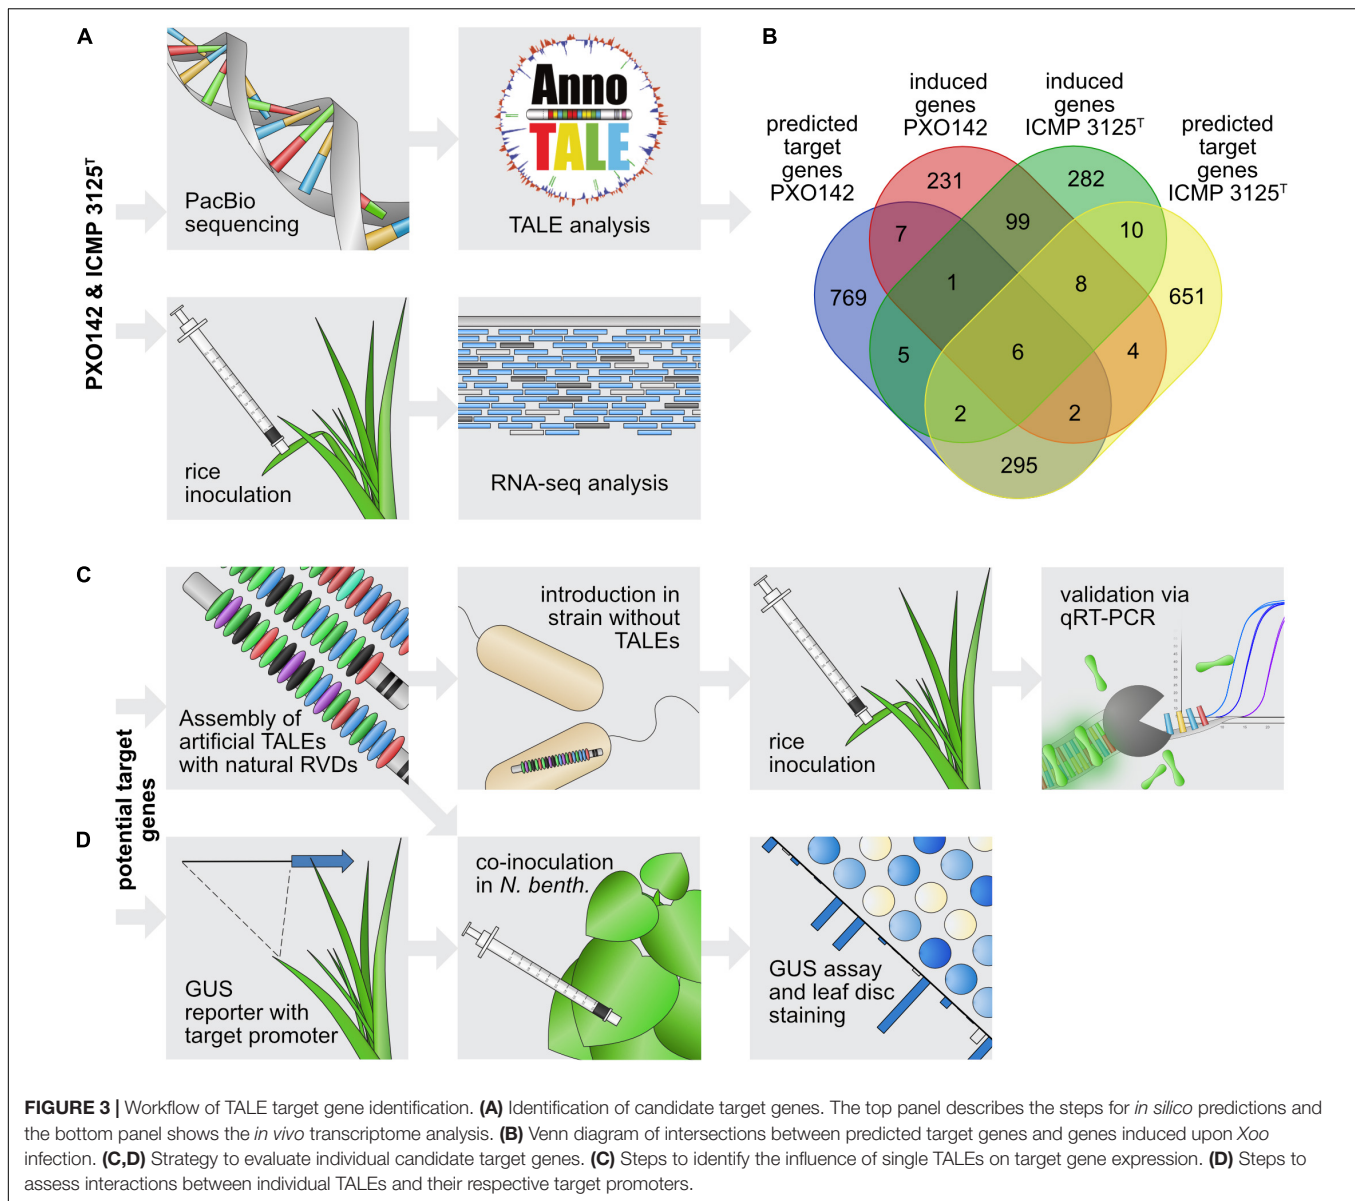 A
PXO142 & ICMP 3125ᵀ
PacBio
sequencing
Anno
TALE
TALE analysis
rice
inoculation
RNA-seq analysis
B
predicted
target
genes
PXO142
induced
genes
PXO142
induced
genes
ICMP 3125ᵀ
predicted
target
genes
ICMP 3125ᵀ
231
282
7
99
10
769
1
8
651
5
6
4
2
2
295
C
potential target
genes
Assembly of
artificial TALEs
with natural RVDs
introduction in
strain without
TALEs
rice
inoculation
validation via
qRT-PCR
D
GUS
reporter with
target promoter
co-inoculation
in N. benth.
GUS assay
and leaf disc
staining
FIGURE 3 | Workflow of TALE target gene identification. (A) Identification of candidate target genes. The top panel describes the steps for in silico predictions and
the bottom panel shows the in vivo transcriptome analysis. (B) Venn diagram of intersections between predicted target genes and genes induced upon Xoo
infection. (C,D) Strategy to evaluate individual candidate target genes. (C) Steps to identify the influence of single TALEs on target gene expression. (D) Steps to
assess interactions between individual TALEs and their respective target promoters.